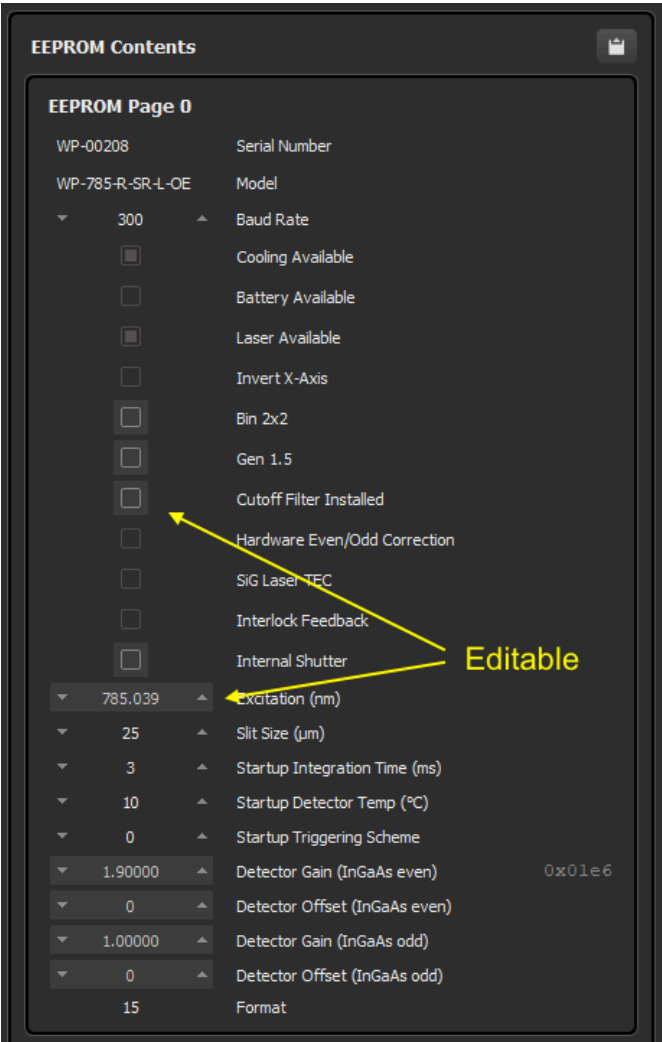 EEPROM Contents
EEPROM Page 0
WP-00208 Serial Number
WP-785-R-SR-L-OE Model
300 Baud Rate
Cooling Available
Battery Available
Laser Available
Invert X-Axis
Bin 2x2
Gen 1.5
Cutoff Filter Installed
Hardware Even/Odd Correction
SiG Laser TEC
Interlock Feedback
Internal Shutter
Editable
785.039 Excitation (nm)
25 Slit Size (µm)
3 Startup Integration Time (ms)
10 Startup Detector Temp (°C)
0 Startup Triggering Scheme
1.90000 Detector Gain (InGaAs even) 0x01e6
0 Detector Offset (InGaAs even)
1.00000 Detector Gain (InGaAs odd)
0 Detector Offset (InGaAs odd)
15 Format